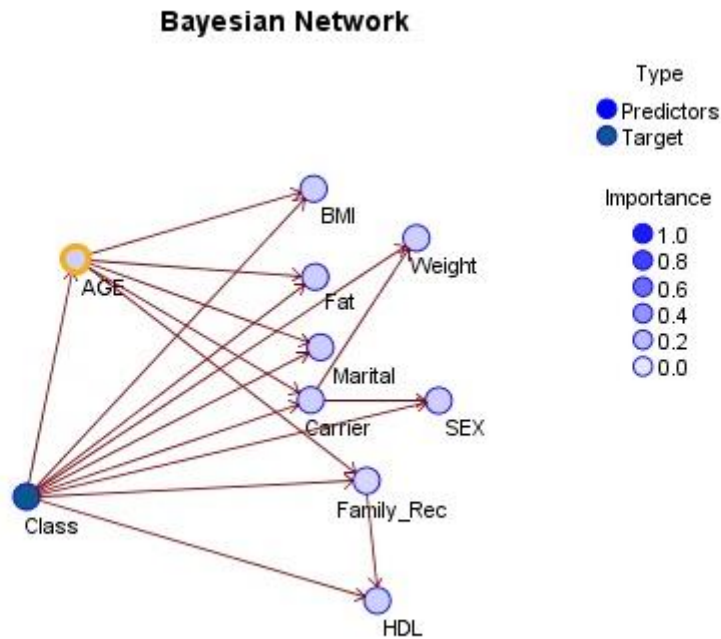 Bayesian Network
Type
Predictors
Target
Importance
1.0
0.8
0.6
0.4
0.2
0.0
BMI
Weight
AGE
Fat
Marital
Carrier
SEX
Family_Rec
Class
HDL